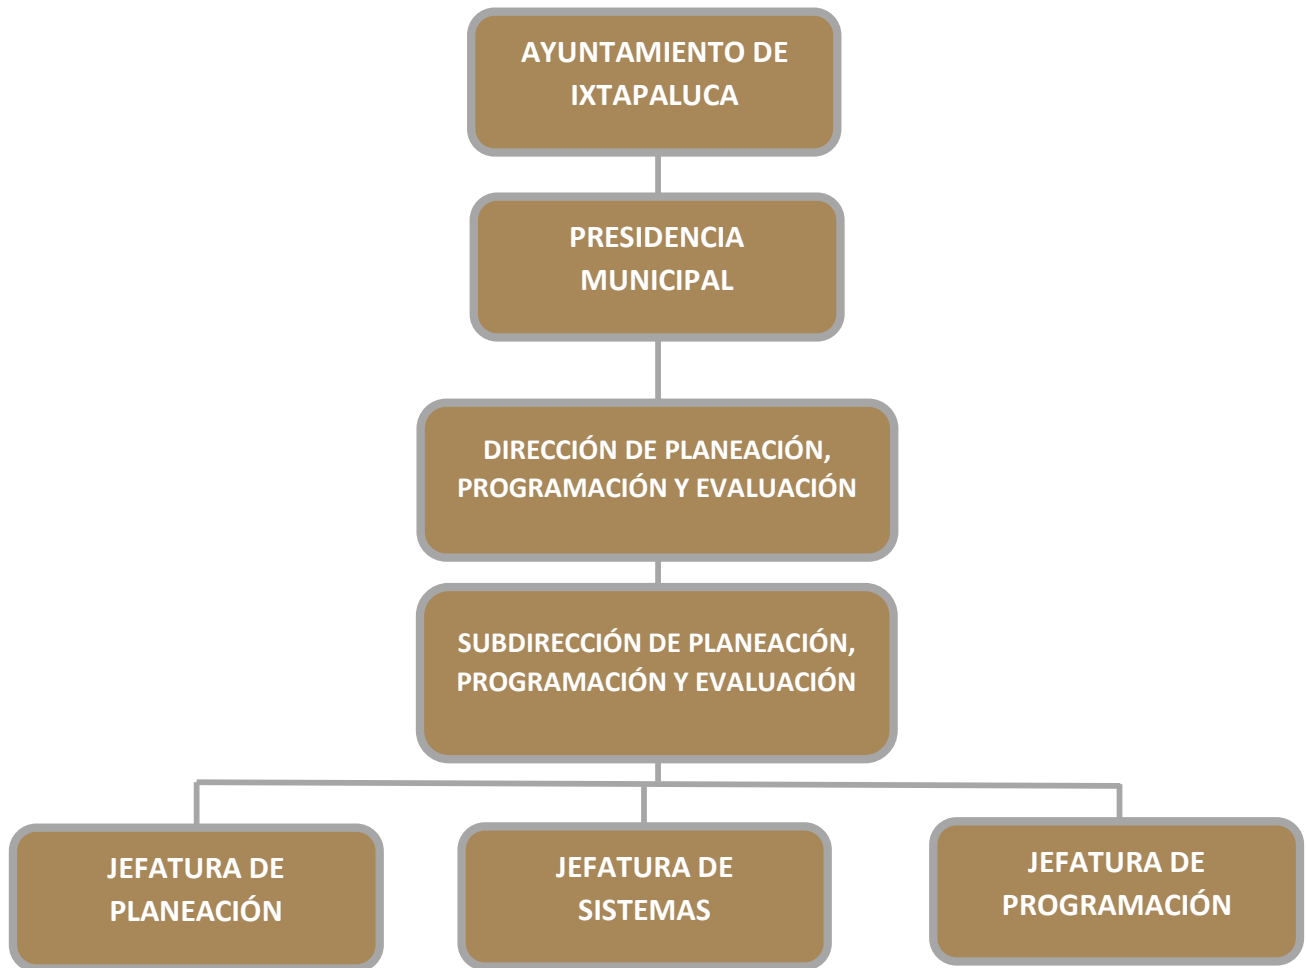 AYUNTAMIENTO DE
IXTAPALUCA
PRESIDENCIA
MUNICIPAL
DIRECCIÓN DE PLANEACIÓN,
PROGRAMACIÓN Y EVALUACIÓN
SUBDIRECCIÓN DE PLANEACIÓN,
PROGRAMACIÓN Y EVALUACIÓN
JEFATURA DE
PLANEACIÓN
JEFATURA DE
SISTEMAS
JEFATURA DE
PROGRAMACIÓN